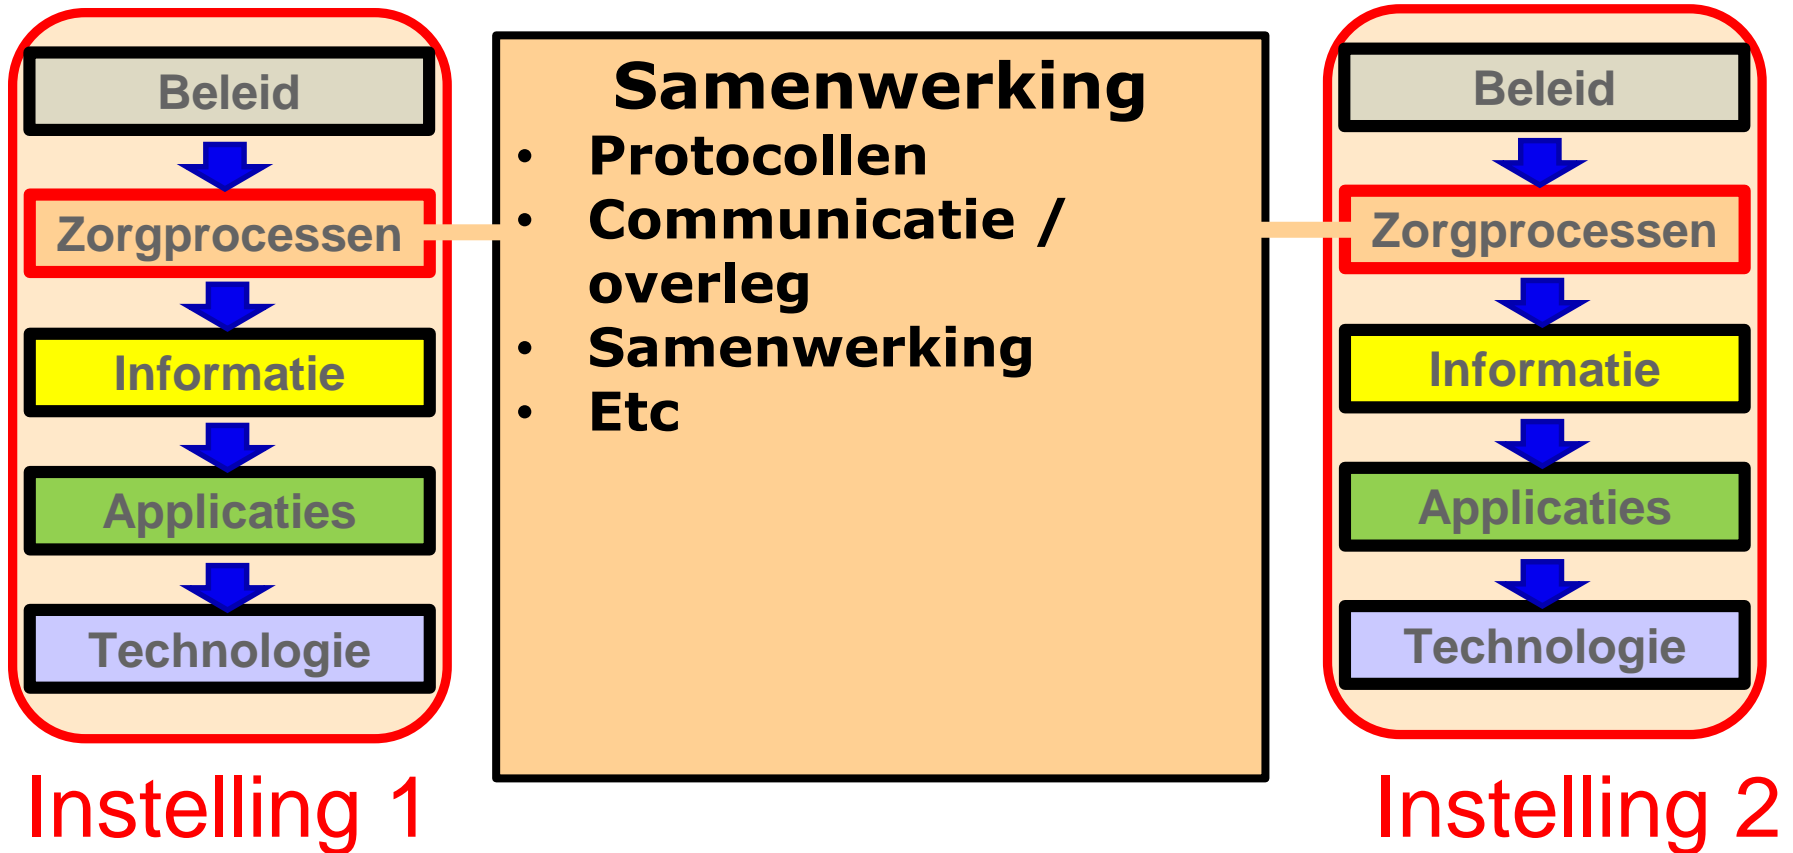 Beleid
Zorgprocessen
Informatie
Applicaties
Technologie
Instelling 1
Samenwerking
• Protocollen
• Communicatie /
overleg
• Samenwerking
• Etc
Beleid
Zorgprocessen
Informatie
Applicaties
Technologie
Instelling 2